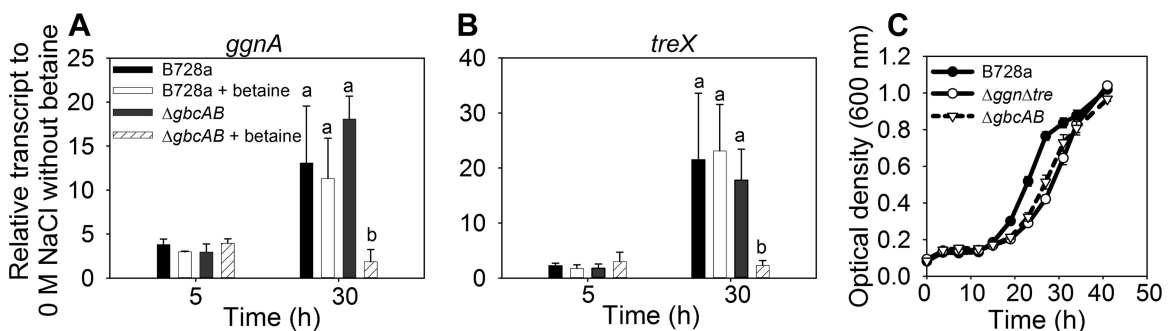 A
ggnA
Relative transcript to
0 M NaCl without betaine
25
20
15
10
5
0
B728a
B728a + betaine
ΔgbcAB
ΔgbcAB + betaine
a
a
a
b
5
30
Time (h)
B
treX
40
30
20
10
0
a
a
a
b
5
30
Time (h)
C
Optical density (600 nm)
1.2
1.0
0.8
0.6
0.4
0.2
0.0
B728a
ΔggnΔtre
ΔgbcAB
0 10 20 30 40 50
Time (h)